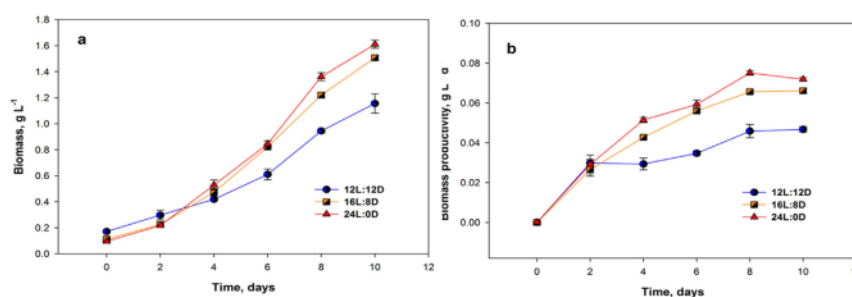 a
Biomass, g L-1
1.8
1.6
1.4
1.2
1.0
0.8
0.6
0.4
0.2
0.0
12L:12D
16L:8D
24L:0D
0 2 4 6 8 10 12
Time, days
b
Biomass productivity, g L d
0.10
0.08
0.06
0.04
0.02
0.00
12L:12D
16L:8D
24L:0D
0 2 4 6 8 10
Time, days